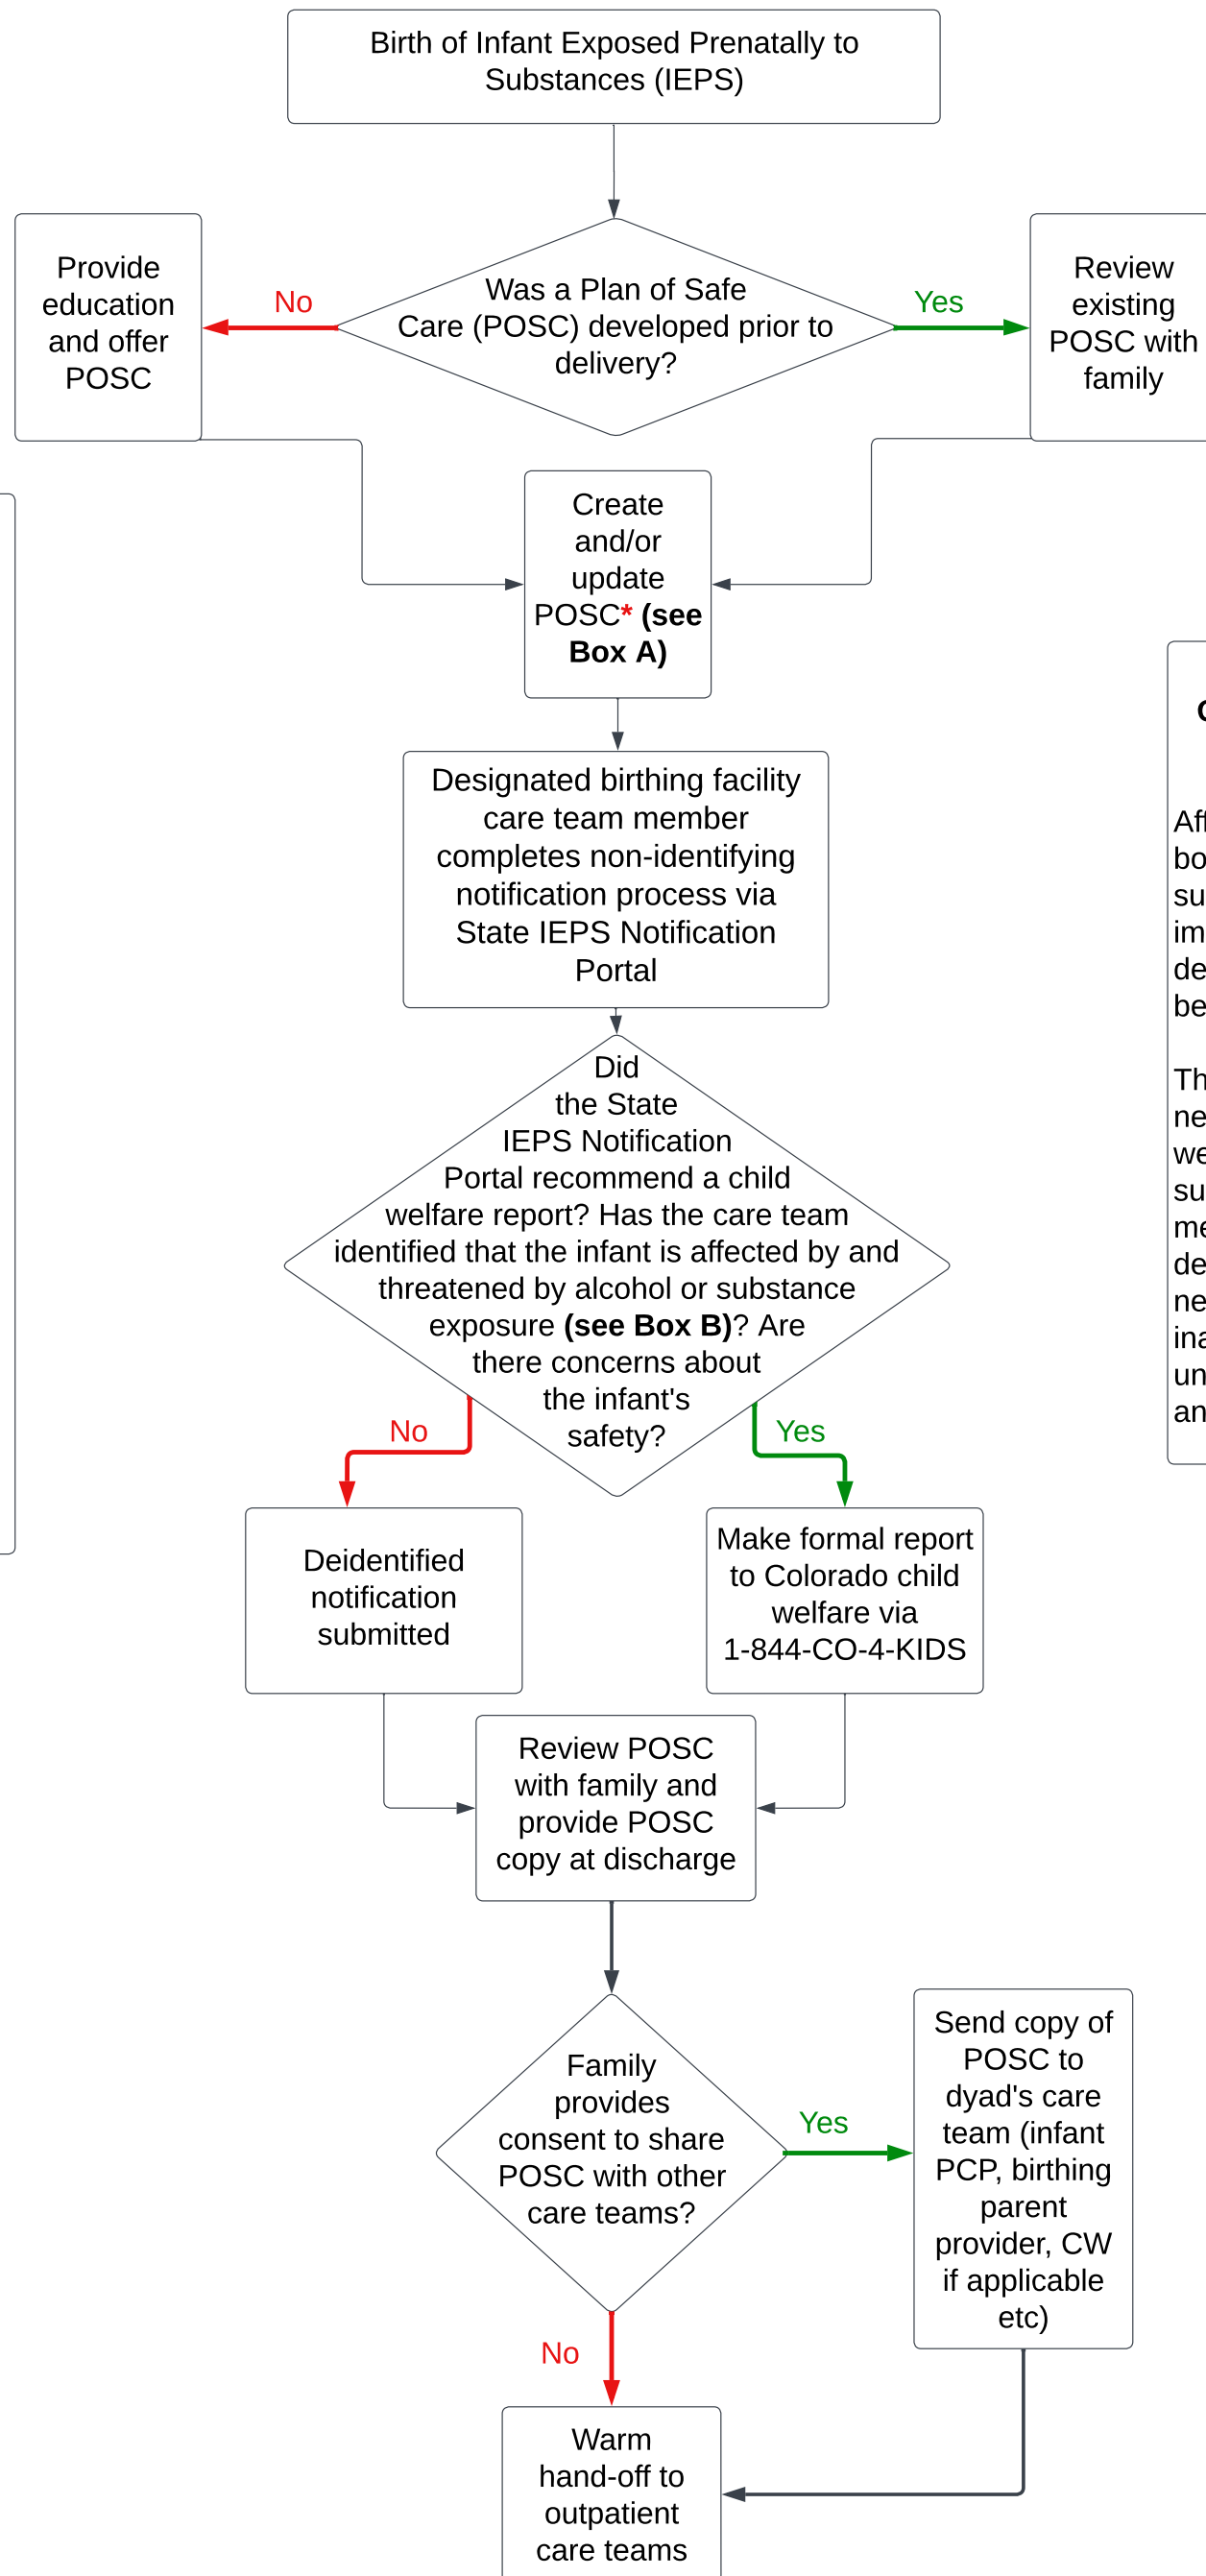 Birth of Infant Exposed Prenatally to
Substances (IEPS)
Provide
education
and offer
POSC
No
Was a Plan of Safe
Care (POSC) developed prior to
delivery?
Yes
Review
existing
POSC with
family
Create
and/or
update
POSC* (see
Box A)
Designated birthing facility
care team member
completes non-identifying
notification process via
State IEPS Notification
Portal
Did
the State
IEPS Notification
Portal recommend a child
welfare report? Has the care team
identified that the infant is affected by and
threatened by alcohol or substance
exposure (see Box B)? Are
there concerns about
the infant's
safety?
No
Yes
Deidentified
notification
submitted
Make formal report
to Colorado child
welfare via
1-844-CO-4-KIDS
Review POSC
with family and
provide POSC
copy at discharge
Family
provides
consent to share
POSC with other
care teams?
Yes
Send copy of
POSC to
dyad's care
team (infant
PCP, birthing
parent
provider, CW
if applicable
etc)
No
Warm
hand-off to
outpatient
care teams